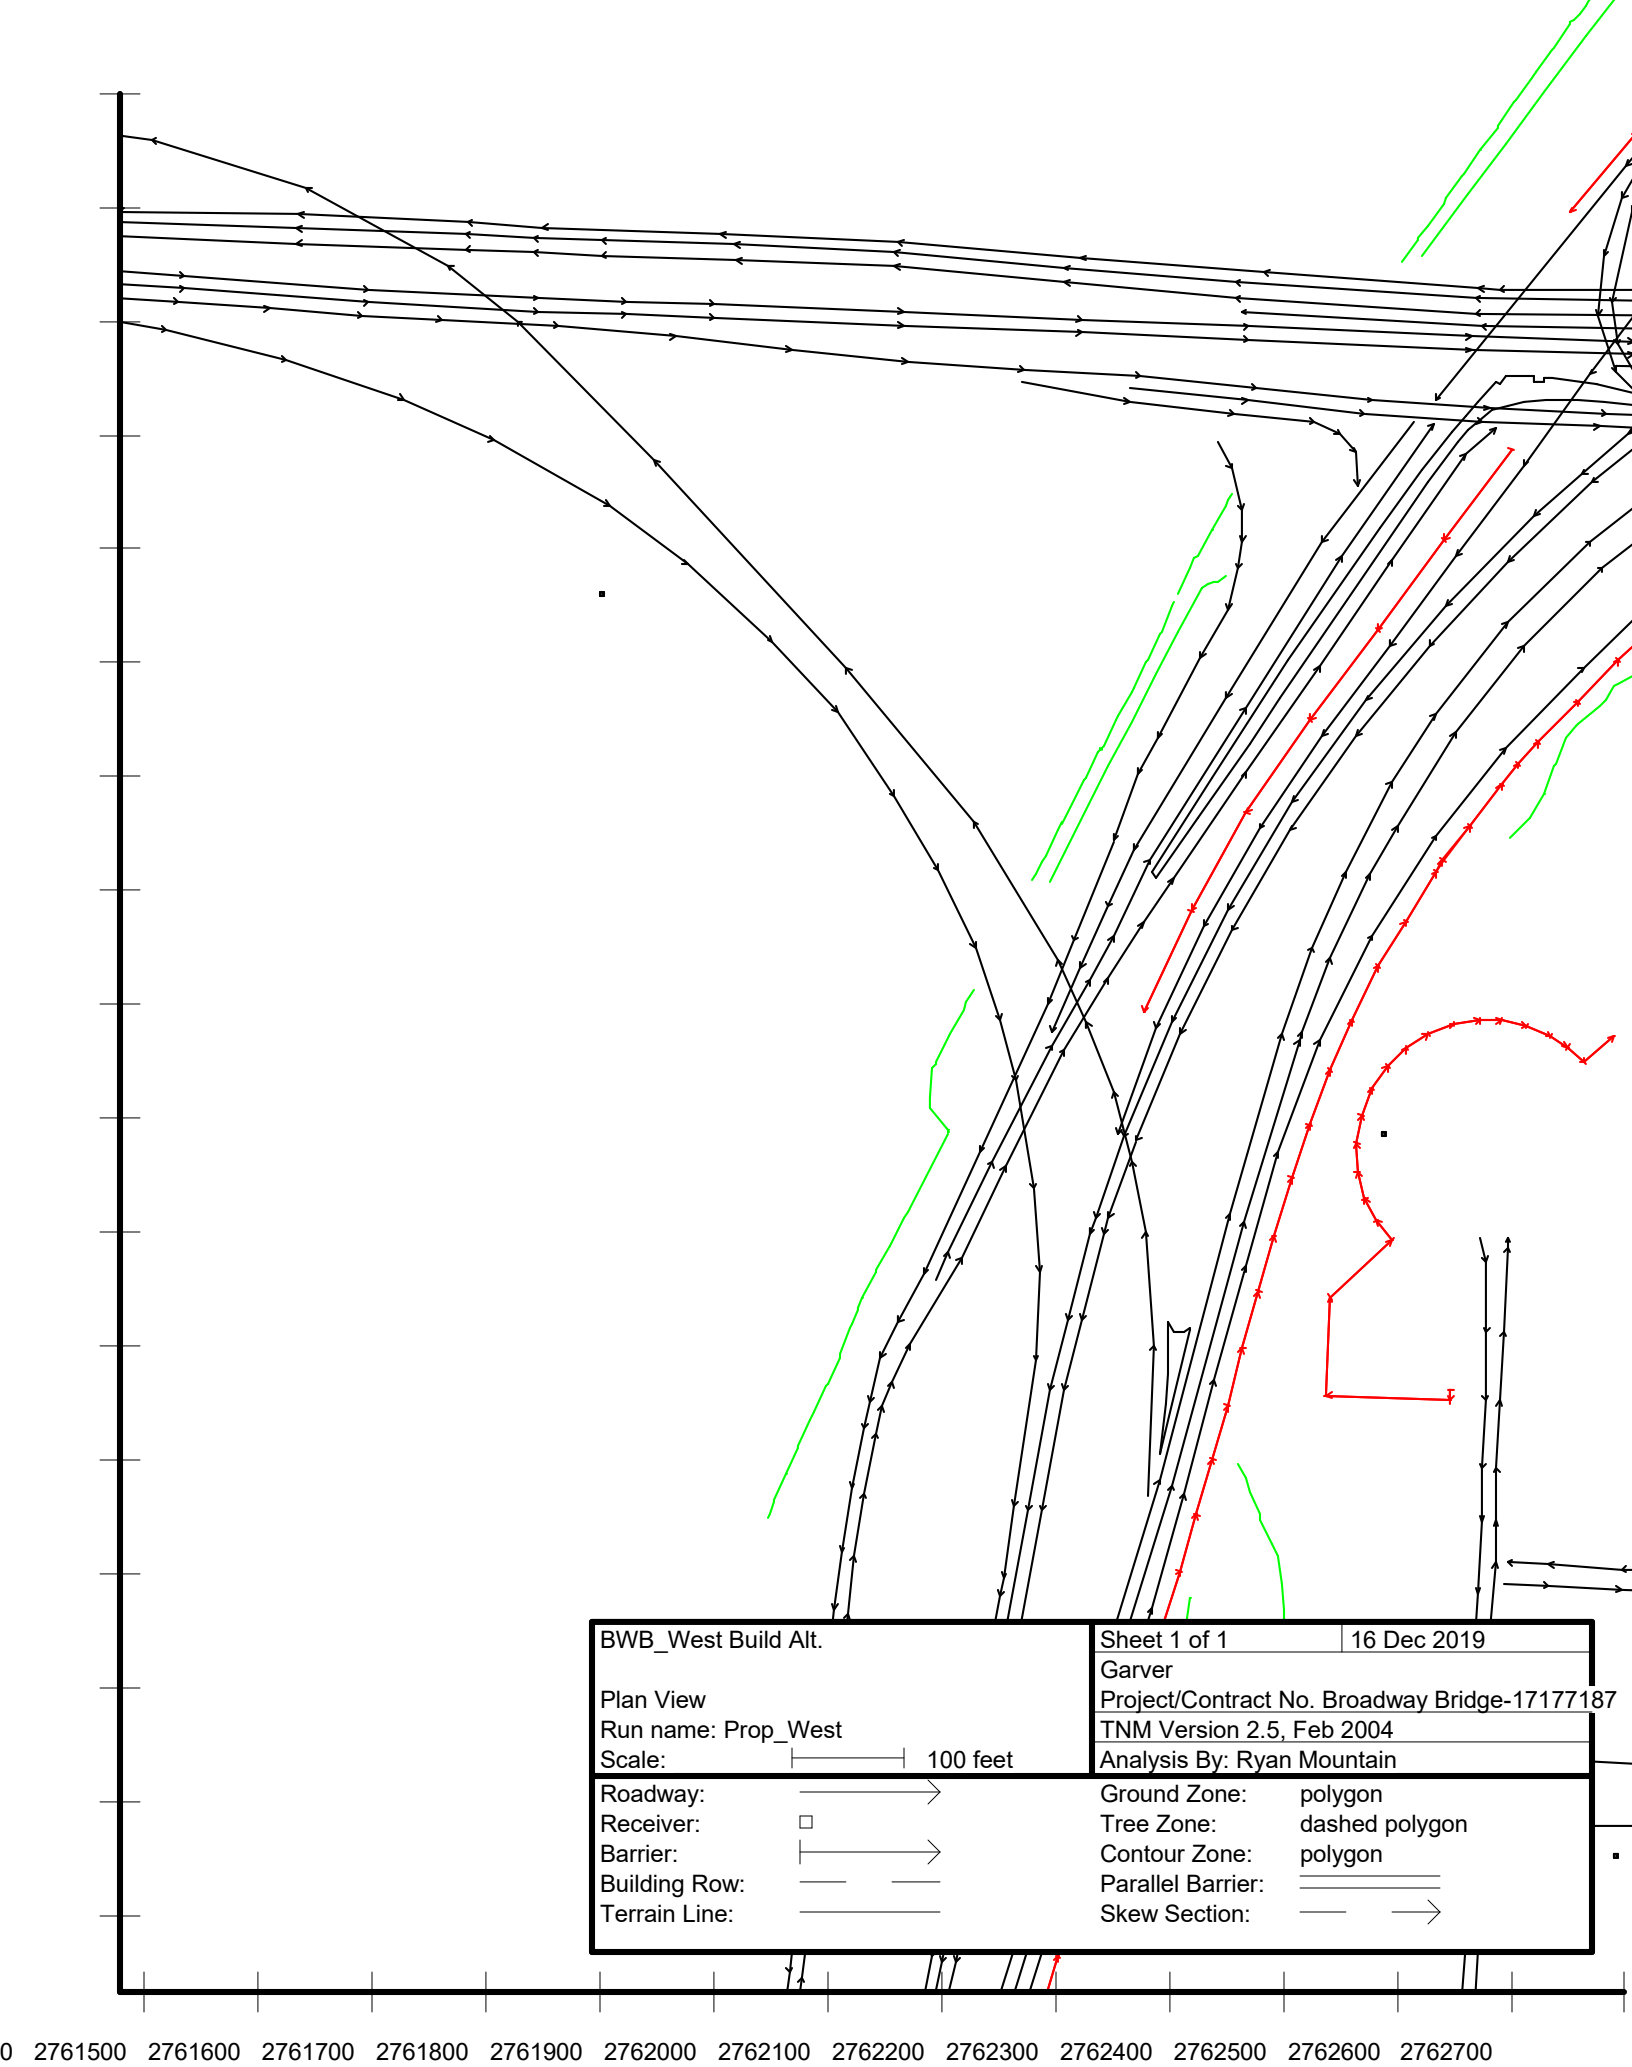 BWB_West Build Alt.
Plan View
Run name: Prop_West
Scale: 100 feet
Sheet 1 of 1 16 Dec 2019
Garver
Project/Contract No. Broadway Bridge-17177187
TNM Version 2.5, Feb 2004
Analysis By: Ryan Mountain
Roadway:
Receiver:
Barrier:
Building Row:
Terrain Line:
Ground Zone: polygon
Tree Zone: dashed polygon
Contour Zone: polygon
Parallel Barrier:
Skew Section:
0 2761500 2761600 2761700 2761800 2761900 2762000 2762100 2762200 2762300 2762400 2762500 2762600 2762700